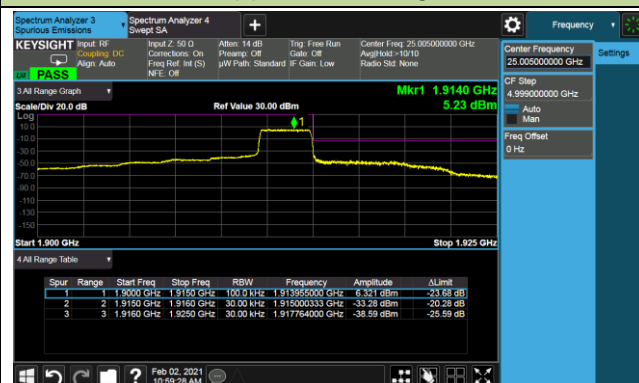 Spectrum Analyzer 3
Spurious Emissions
Spectrum Analyzer 4
Swept SA
Frequency
KEYSIGHT
Input: RF
Coupling: DC
Align: Auto
Input Z: 50 Ω
Corrections: On
Freq Ref: Int (S)
NFE: Off
Atten: 14 dB
Preamp: Off
µW Path: Standard
Trig: Free Run
Gate: Off
IF Gain: Low
Center Freq: 25.005000000 GHz
Avg|Hold:>10/10
Radio Std: None
PASS
Center Frequency
25.005000000 GHz
Settings
CF Step
4.999000000 GHz
Auto
Man
Freq Offset
0 Hz
3 All Range Graph
Mkr1 1.9140 GHz
Scale/Div 20.0 dB
Ref Value 30.00 dBm
5.23 dBm
Log
1
10.0
-10.0
-30.0
-50.0
-70.0
-90.0
-110
-130
-150
Start 1.900 GHz
Stop 1.925 GHz
4 All Range Table
Spur Range Start Freq Stop Freq RBW Frequency Amplitude ΔLimit
1 1 1.9000 GHz 1.9150 GHz 100.0 kHz 1.913955000 GHz 6.321 dBm -23.68 dB
2 2 1.9150 GHz 1.9160 GHz 30.00 kHz 1.915000333 GHz -33.28 dBm -20.28 dB
3 3 1.9160 GHz 1.9250 GHz 30.00 kHz 1.917764000 GHz -38.59 dBm -25.59 dB
Feb 02, 2021
10:59:28 AM